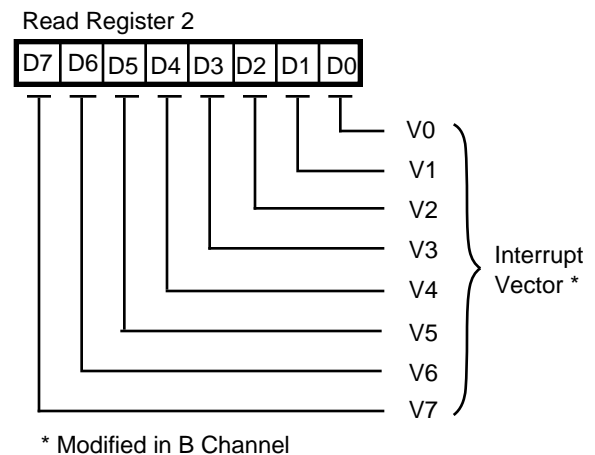 Read Register 2
D7 D6 D5 D4 D3 D2 D1 D0
V0
V1
V2
V3
Interrupt
Vector *
V4
V5
V6
V7
* Modified in B Channel